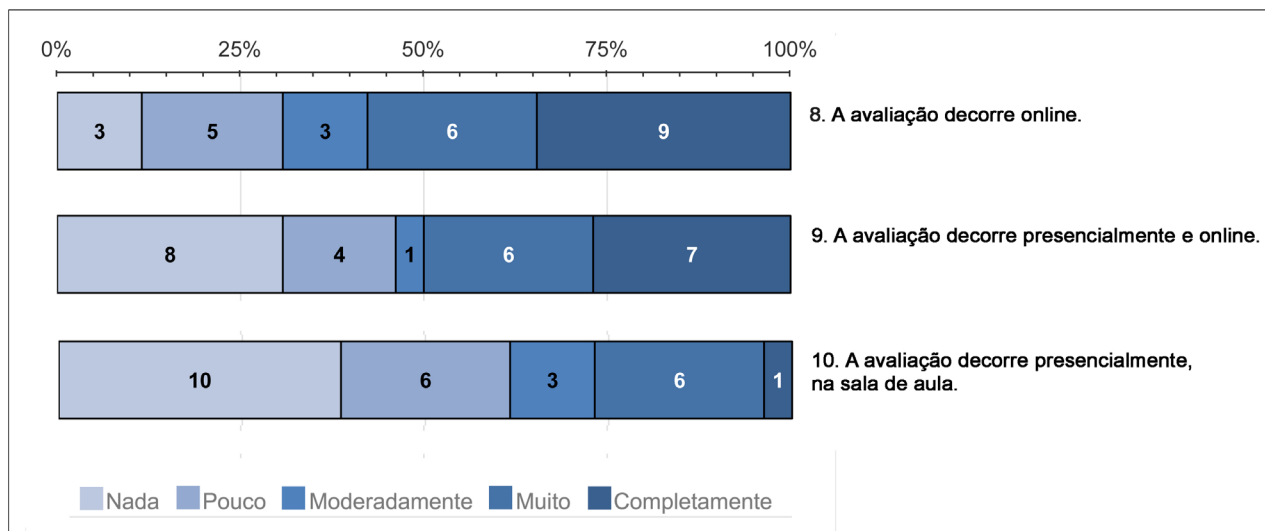 0% 25% 50% 75% 100%
3 5 3 6 9
8. A avaliação decorre online.
8 4 1 6 7
9. A avaliação decorre presencialmente e online.
10 6 3 6 1
10. A avaliação decorre presencialmente,
na sala de aula.
Nada Pouco Moderadamente Muito Completamente